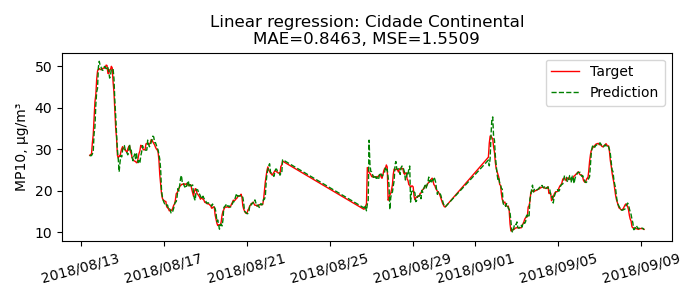 Linear regression: Cidade Continental
MAE=0.8463, MSE=1.5509
50
40
30
20
10
MP10, μg/m³
Target
Prediction
2018/08/13
2018/08/17
2018/08/21
2018/08/25
2018/08/29
2018/09/01
2018/09/05
2018/09/09